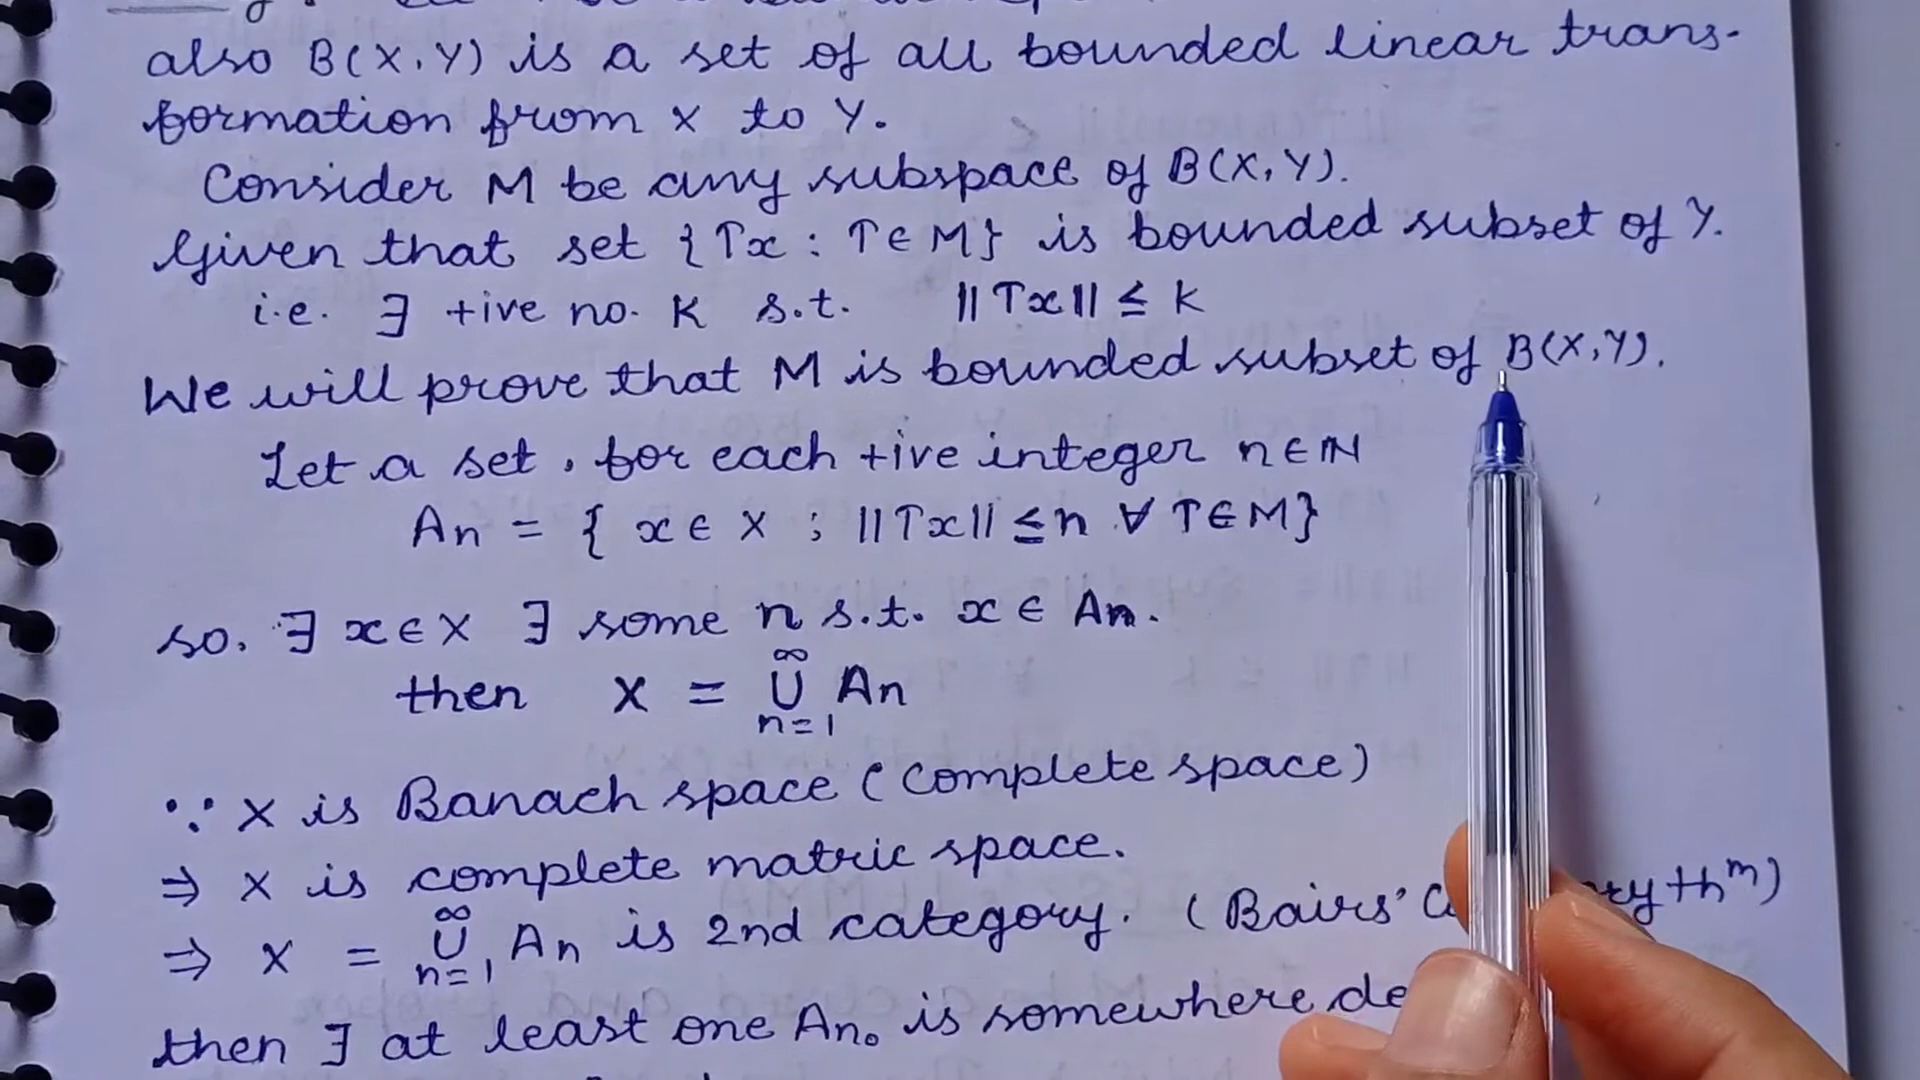 also B(X,Y) is a set of all bounded linear trans-
formation from X to Y.
Consider M be any subspace of B(X,Y).
Given that set {Tx : T∈M} is bounded subset of Y.
i.e. ∃ +ive no. K s.t. ||Tx|| ≤ K
We will prove that M is bounded subset of B(X,Y).
Let a set, for each +ive integer n∈ℕ
An = { x∈ X ; ||Tx|| ≤n ∀ T∈M}
so. ∃ x∈X ∃ some n s.t. x ∈ An.
then X = ∞∪n=1 An
∵ X is Banach space (Complete space)
⇒ X is complete matric space.
⇒ X = ∞∪n=1 An is 2nd category. (Bairs'
then ∃ at least one An₀ is somewhere